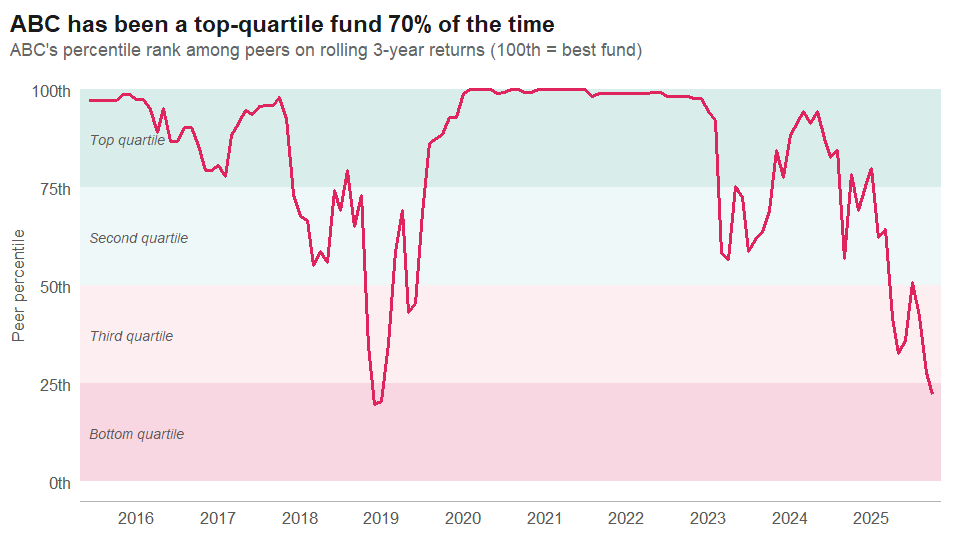 ABC has been a top-quartile fund 70% of the time
ABC's percentile rank among peers on rolling 3-year returns (100th = best fund)
Peer percentile
100th
Top quartile
75th
Second quartile
50th
Third quartile
25th
Bottom quartile
0th
2016 2017 2018 2019 2020 2021 2022 2023 2024 2025